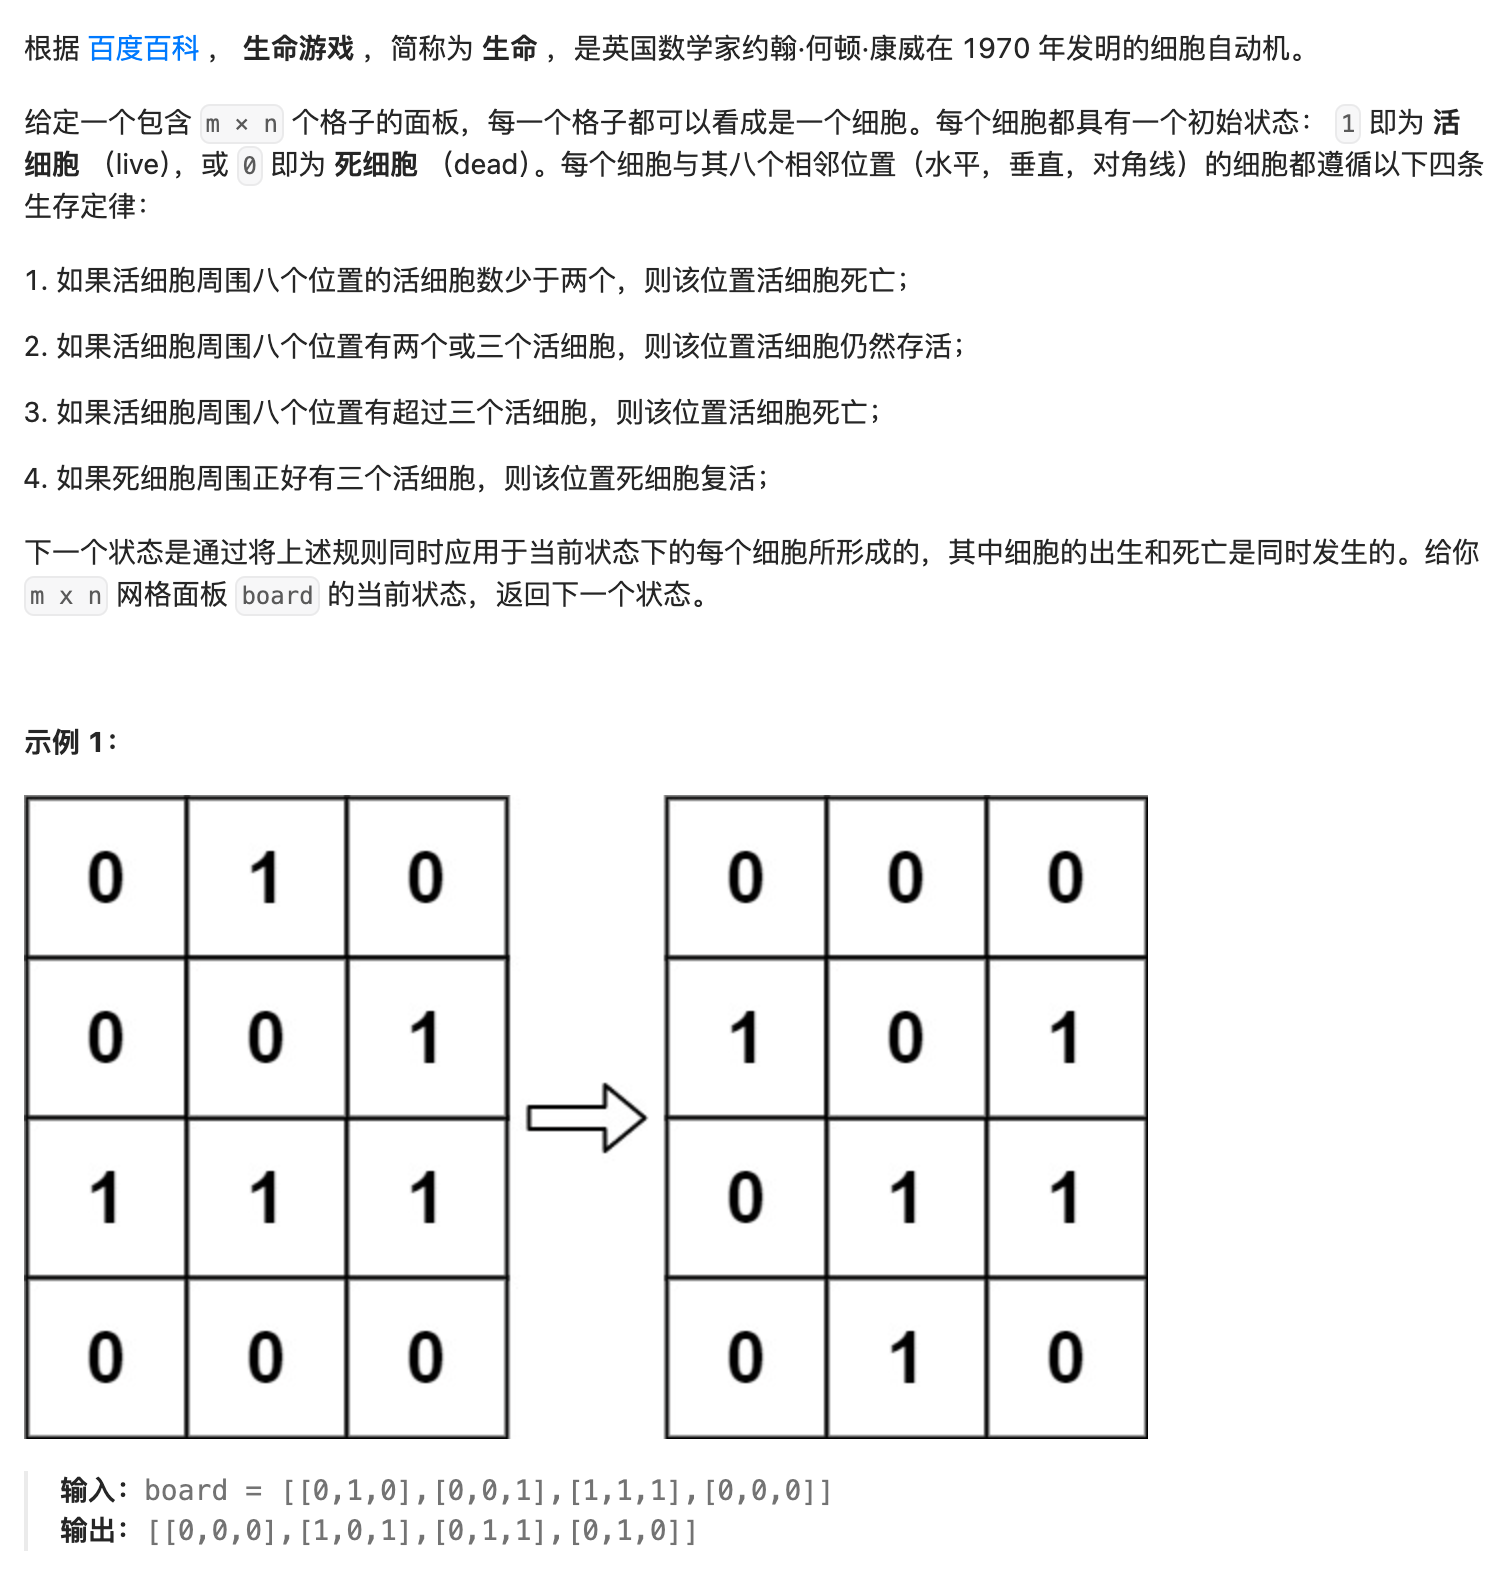 根据 百度百科 ， 生命游戏 ，简称为 生命 ，是英国数学家约翰·何顿·康威在 1970 年发明的细胞自动机。
给定一个包含 m × n 个格子的面板，每一个格子都可以看成是一个细胞。每个细胞都具有一个初始状态： 1 即为 活
细胞 （live），或 0 即为 死细胞 （dead）。每个细胞与其八个相邻位置（水平，垂直，对角线）的细胞都遵循以下四条
生存定律：
1. 如果活细胞周围八个位置的活细胞数少于两个，则该位置活细胞死亡；
2. 如果活细胞周围八个位置有两个或三个活细胞，则该位置活细胞仍然存活；
3. 如果活细胞周围八个位置有超过三个活细胞，则该位置活细胞死亡；
4. 如果死细胞周围正好有三个活细胞，则该位置死细胞复活；
下一个状态是通过将上述规则同时应用于当前状态下的每个细胞所形成的，其中细胞的出生和死亡是同时发生的。给你
m x n 网格面板 board 的当前状态，返回下一个状态。
示例 1：
0 1 0 0 0 0
0 0 1 1 0 1
1 1 1 0 1 1
0 0 0 0 1 0
输入：board = [[0,1,0],[0,0,1],[1,1,1],[0,0,0]]
输出：[[0,0,0],[1,0,1],[0,1,1],[0,1,0]]